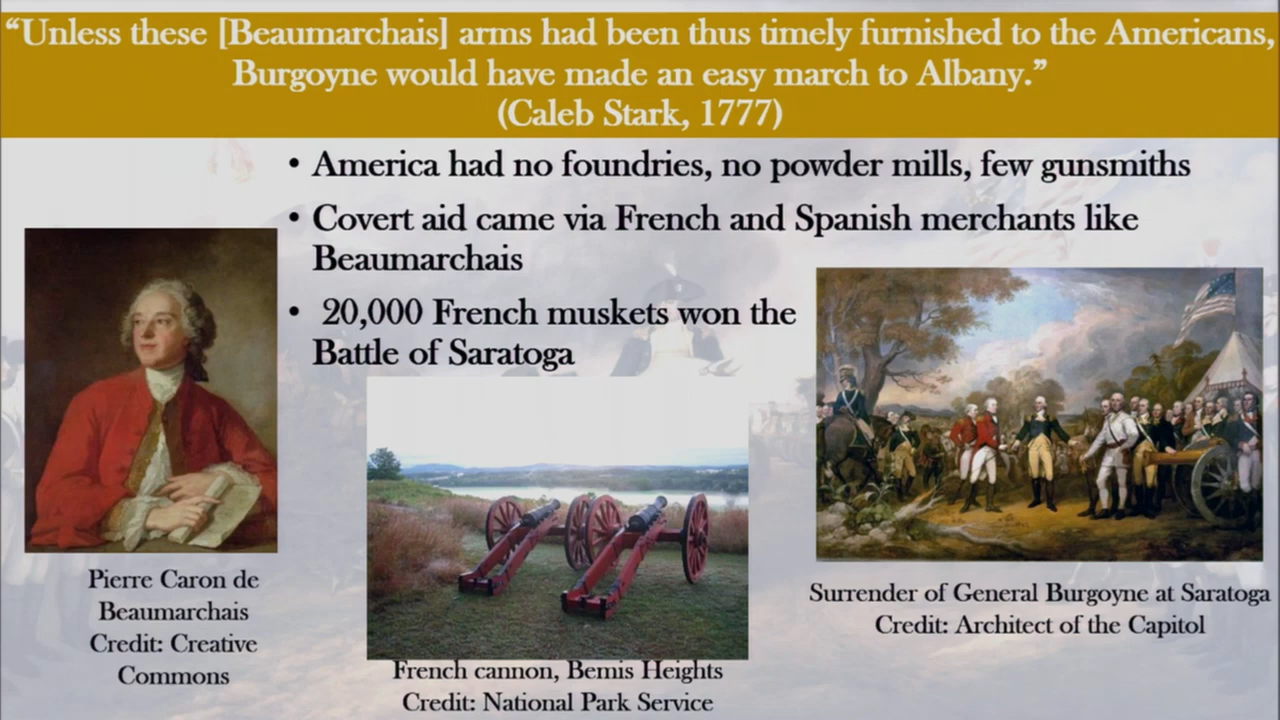 “Unless these [Beaumarchais] arms had been thus timely furnished to the Americans,
Burgoyne would have made an easy march to Albany.”
(Caleb Stark, 1777)
• America had no foundries, no powder mills, few gunsmiths
• Covert aid came via French and Spanish merchants like
Beaumarchais
• 20,000 French muskets won the
Battle of Saratoga
Pierre Caron de
Beaumarchais
Credit: Creative
Commons
French cannon, Bemis Heights
Credit: National Park Service
Surrender of General Burgoyne at Saratoga
Credit: Architect of the Capitol